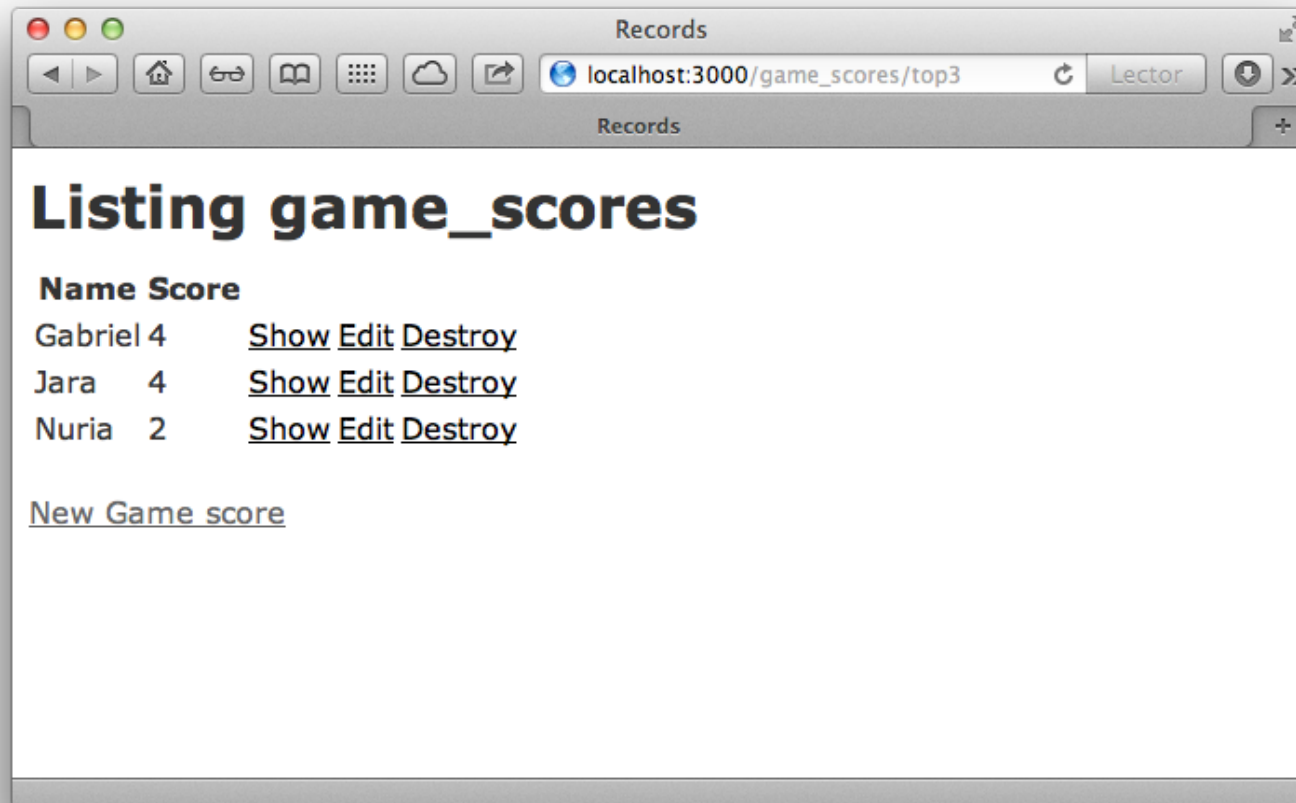 Records
localhost:3000/game_scores/top3 Lector
Records
Listing game_scores
Name Score
Gabriel 4 Show Edit Destroy
Jara 4 Show Edit Destroy
Nuria 2 Show Edit Destroy
New Game score